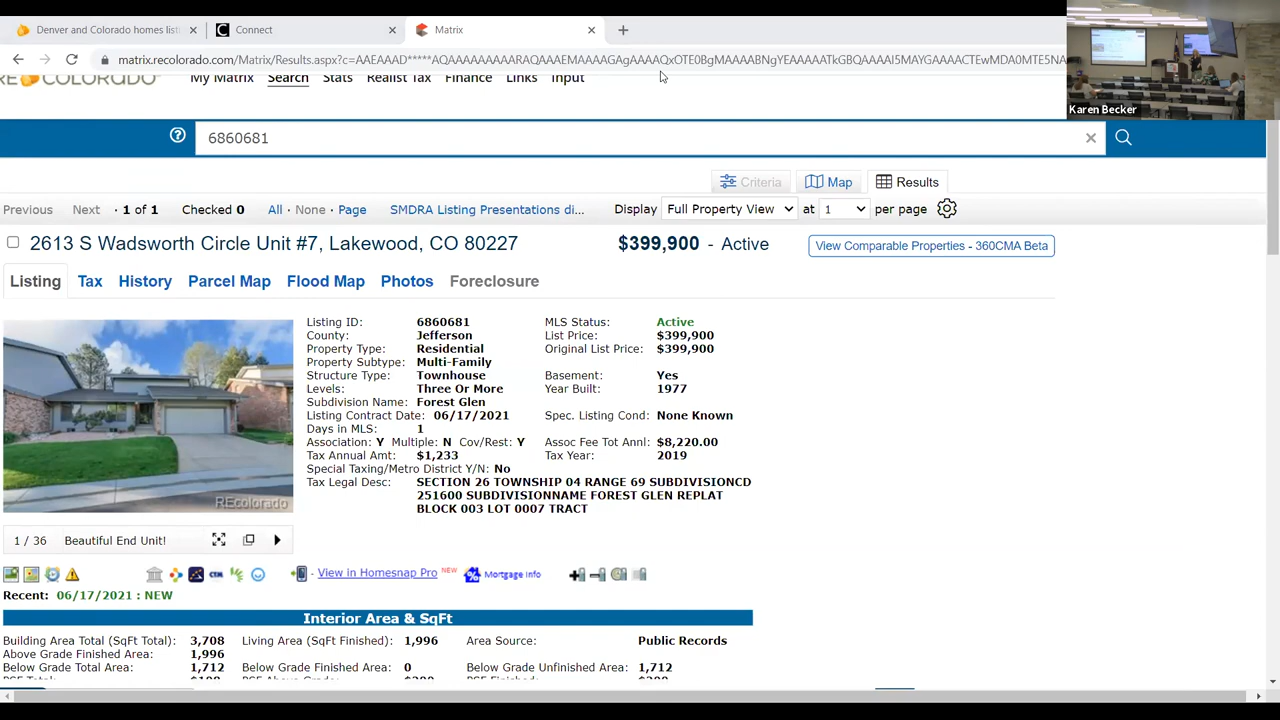 Denver and Colorado homes list
Connect
Matrix
matrix.recolorado.com/Matrix/Results.aspx?c=
Karen Becker
My Matrix Search Stats Realist Tax Finance Links Input
6860681
Criteria Map Results
Previous Next · 1 of 1 Checked 0 All · None · Page SMDRA Listing Presentations di... Display Full Property View at 1 per page
2613 S Wadsworth Circle Unit #7, Lakewood, CO 80227 $399,900 - Active View Comparable Properties - 360CMA Beta
Listing Tax History Parcel Map Flood Map Photos Foreclosure
Listing ID: 6860681 MLS Status: Active
County: Jefferson List Price: $399,900
Property Type: Residential Original List Price: $399,900
Property Subtype: Multi-Family
Structure Type: Townhouse Basement: Yes
Levels: Three Or More Year Built: 1977
Subdivision Name: Forest Glen
Listing Contract Date: 06/17/2021 Spec. Listing Cond: None Known
Days in MLS: 1
Association: Y Multiple: N Cov/Rest: Y Assoc Fee Tot Annl: $8,220.00
Tax Annual Amt: $1,233 Tax Year: 2019
Special Taxing/Metro District Y/N: No
Tax Legal Desc: SECTION 26 TOWNSHIP 04 RANGE 69 SUBDIVISIONCD
251600 SUBDIVISIONNAME FOREST GLEN REPLAT
BLOCK 003 LOT 0007 TRACT
REcolorado
1 / 36 Beautiful End Unit!
View in Homesnap Pro NEW Mortgage Info
Recent: 06/17/2021 : NEW
Interior Area & SqFt
Building Area Total (SqFt Total): 3,708 Living Area (SqFt Finished): 1,996 Area Source: Public Records
Above Grade Finished Area: 1,996
Below Grade Total Area: 1,712 Below Grade Finished Area: 0 Below Grade Unfinished Area: 1,712